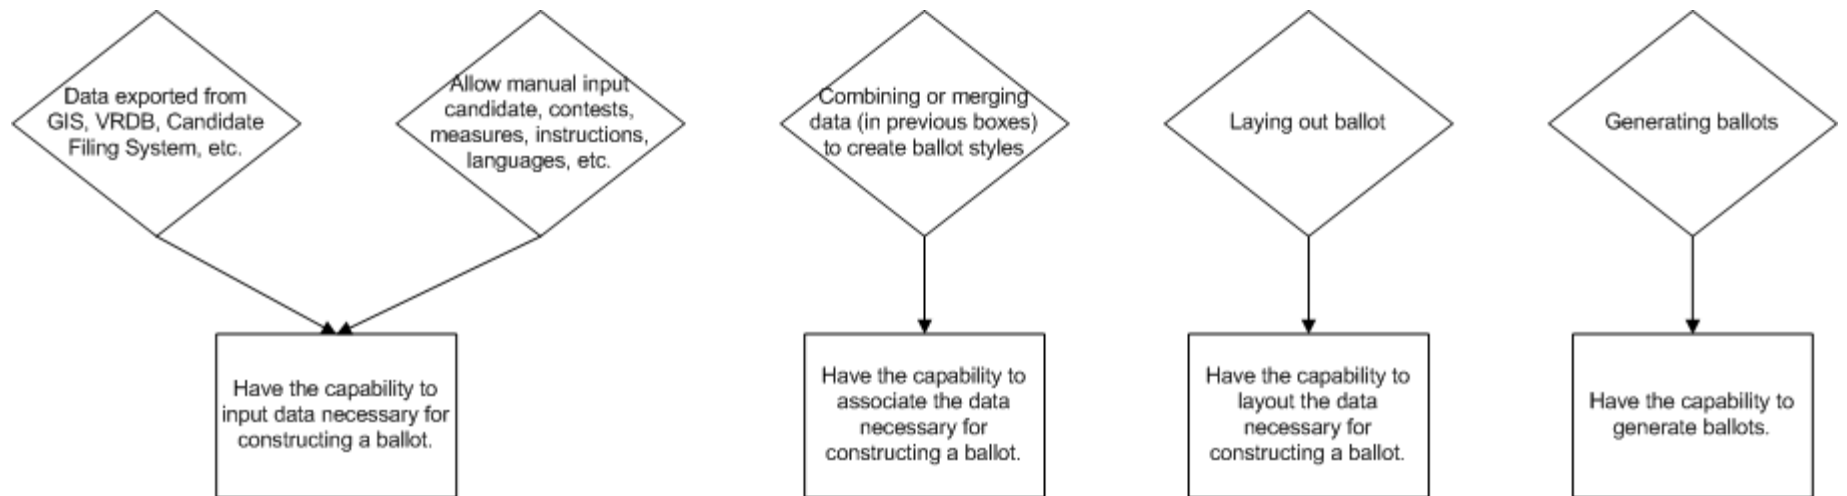 Data exported from
GIS, VRDB, Candidate
Filing System, etc.
Allow manual input
candidate, contests,
measures, instructions,
languages, etc.
Combining or merging
data (in previous boxes)
to create ballot styles
Laying out ballot
Generating ballots
Have the capability to
input data necessary for
constructing a ballot.
Have the capability to
associate the data
necessary for
constructing a ballot.
Have the capability to
layout the data
necessary for
constructing a ballot.
Have the capability to
generate ballots.